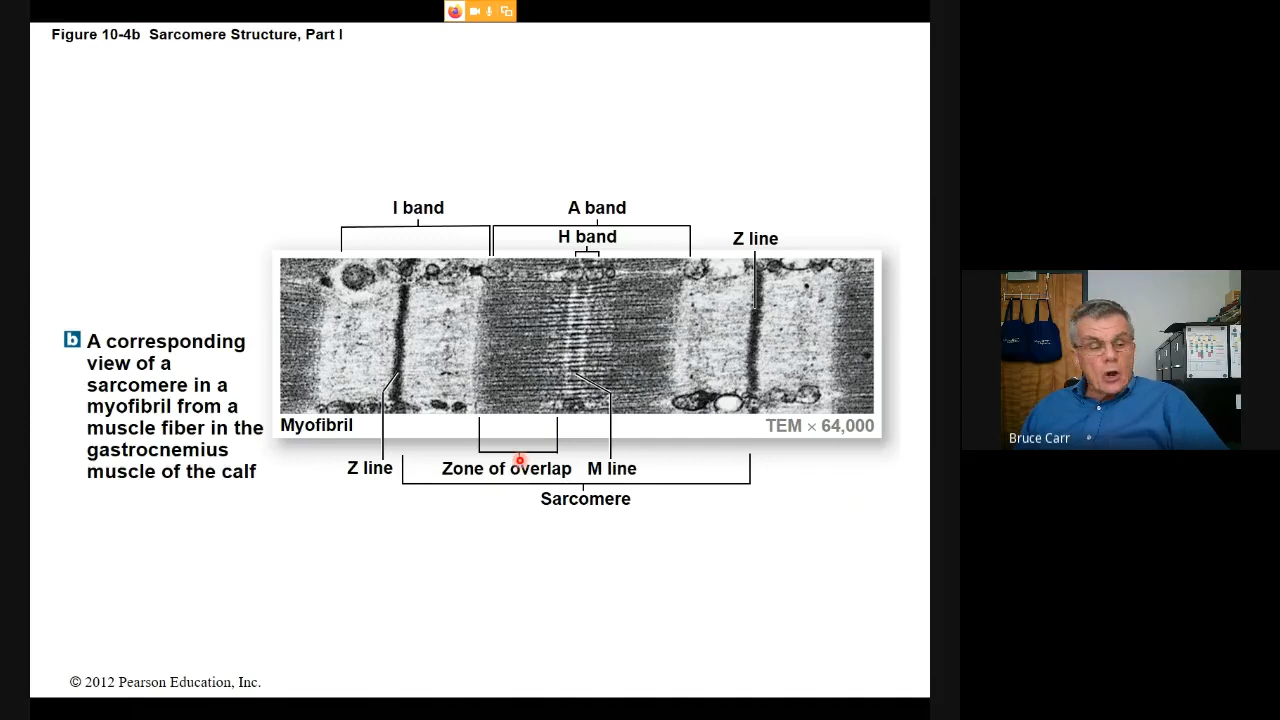 Figure 10-4b Sarcomere Structure, Part I
I band
A band
H band
Z line
b A corresponding
view of a
sarcomere in a
myofibril from a
muscle fiber in the
gastrocnemius
muscle of the calf
Myofibril
TEM × 64,000
Z line
Zone of overlap
M line
Sarcomere
Bruce Carr
© 2012 Pearson Education, Inc.